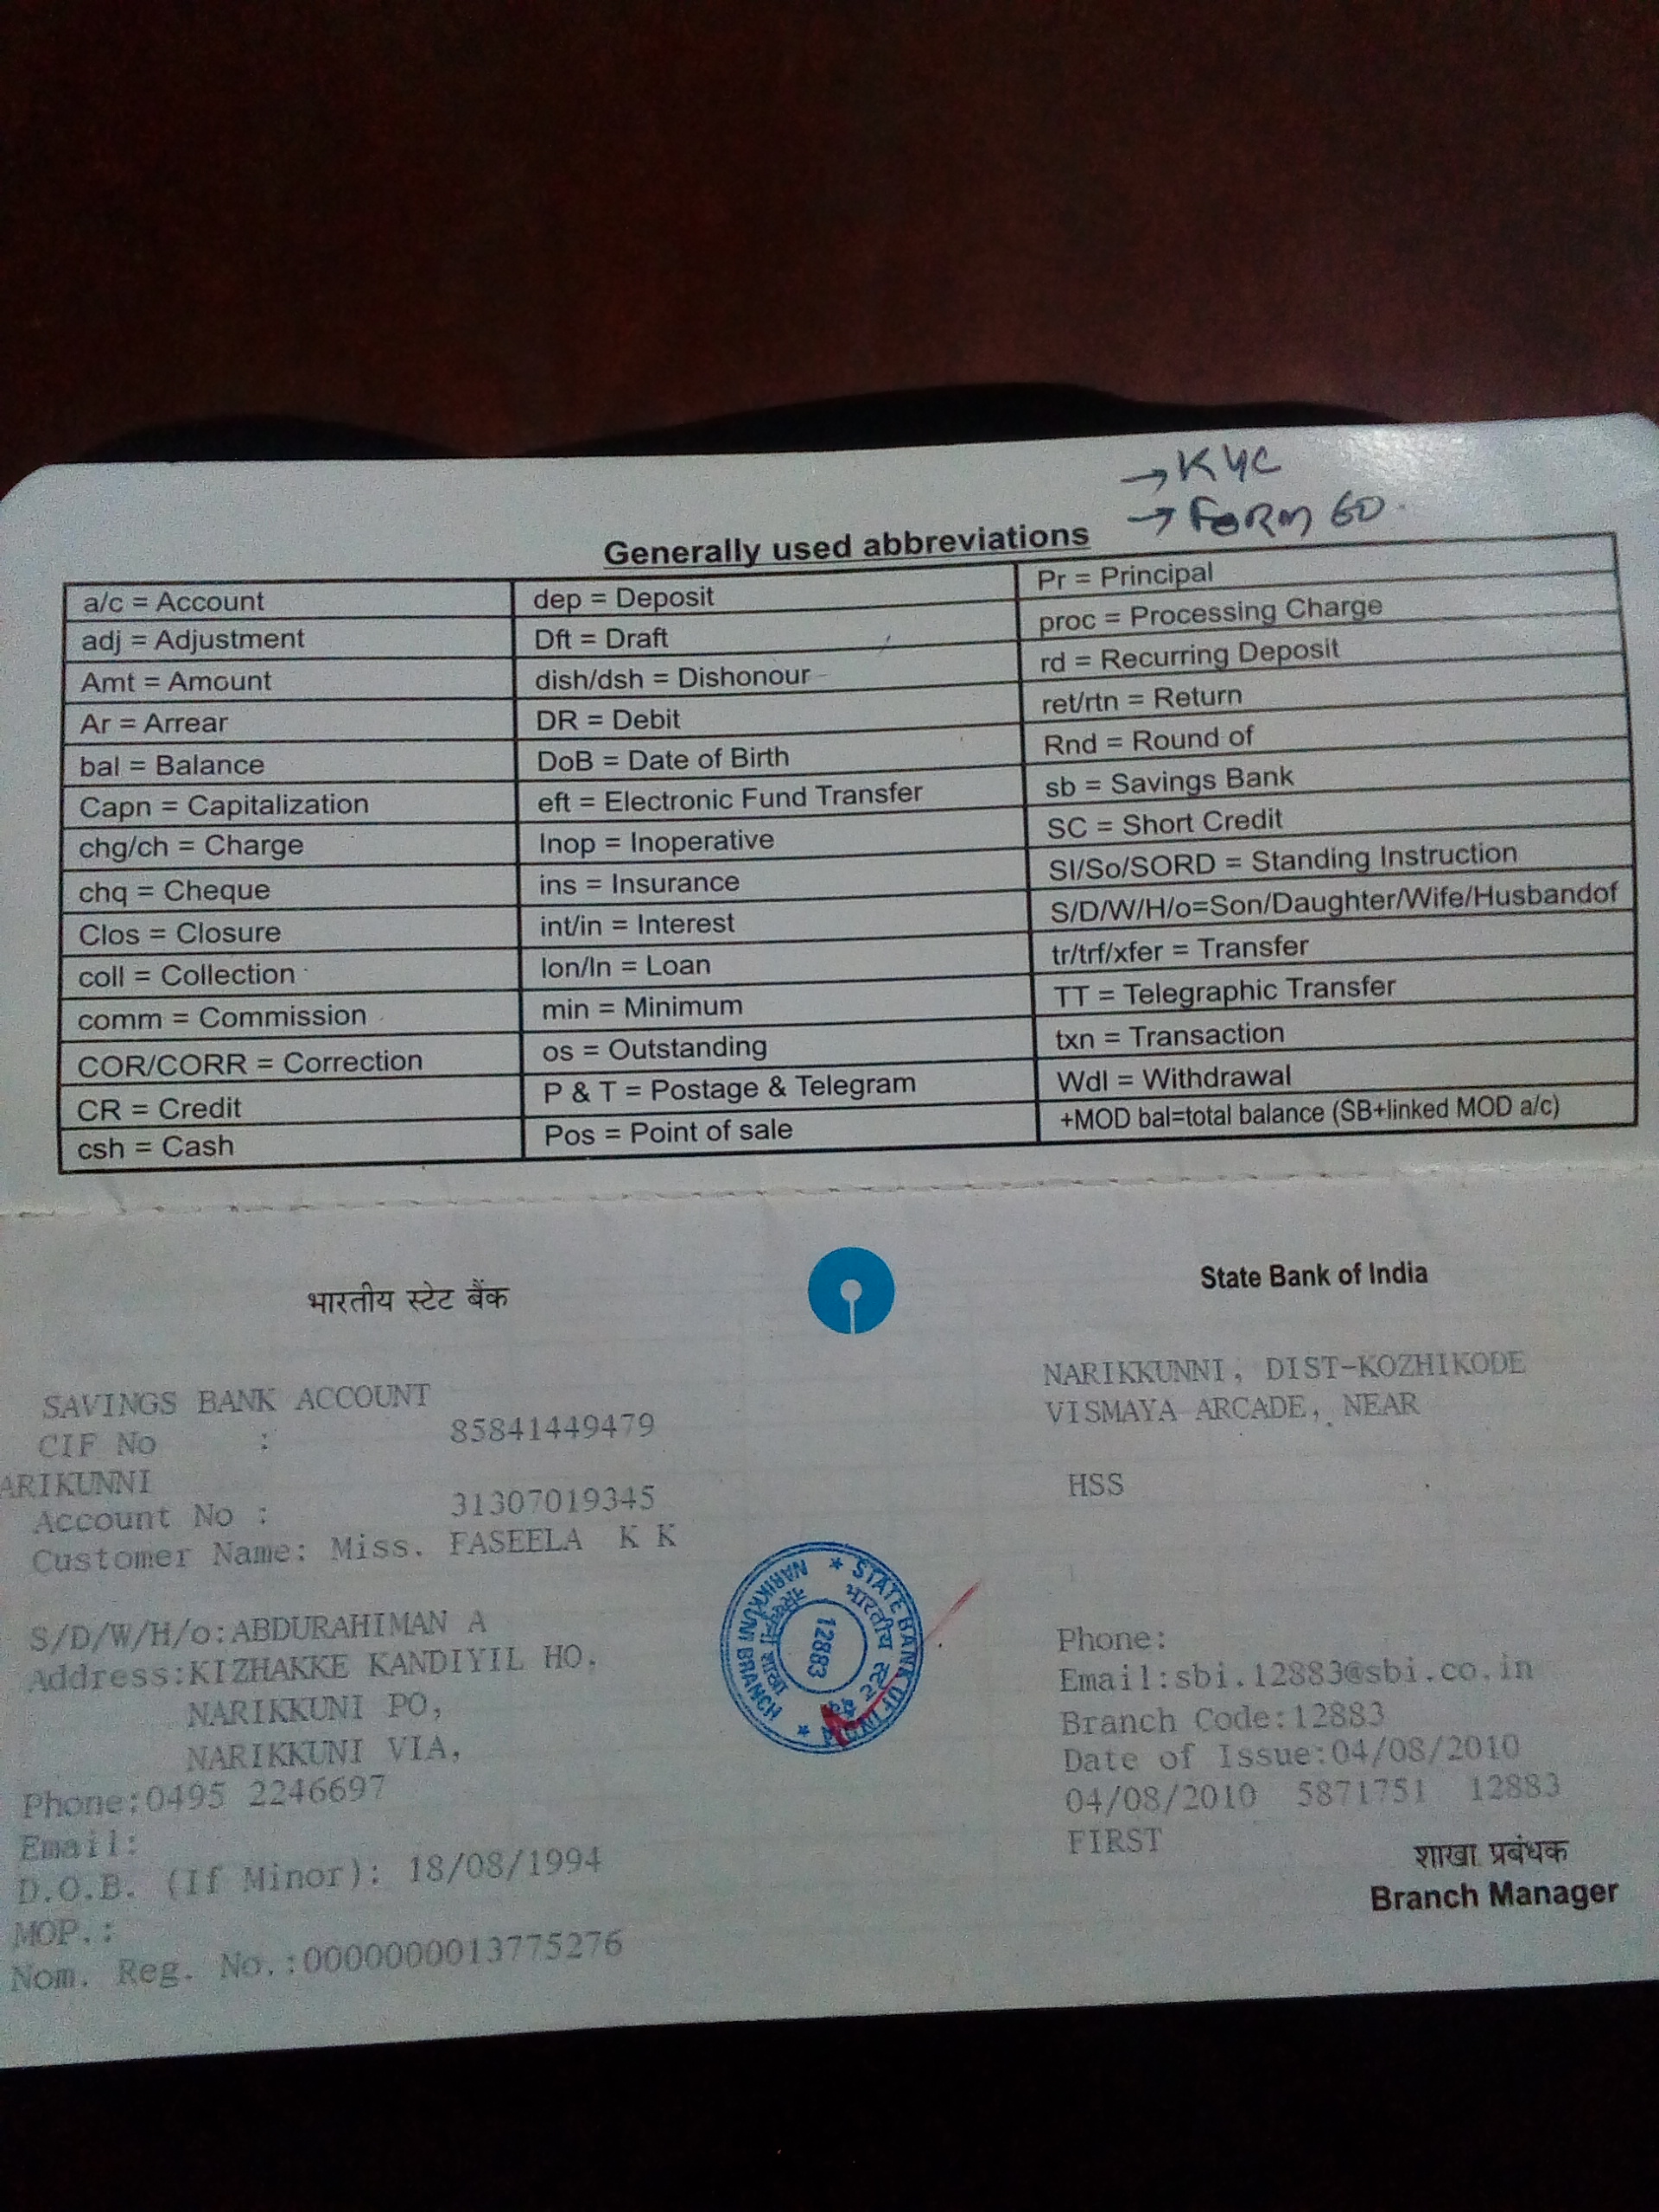 → KYC
→ FORM 60
Generally used abbreviations
a/c = Account
adj = Adjustment
Amt = Amount
Ar = Arrear
bal = Balance
Capn = Capitalization
chg/ch = Charge
chq = Cheque
Clos = Closure
coll = Collection
comm = Commission
COR/CORR = Correction
CR = Credit
csh = Cash
dep = Deposit
Dft = Draft
dish/dsh = Dishonour
DR = Debit
DoB = Date of Birth
eft = Electronic Fund Transfer
Inop = Inoperative
ins = Insurance
int/in = Interest
lon/ln = Loan
min = Minimum
os = Outstanding
P & T = Postage & Telegram
Pos = Point of sale
Pr = Principal
proc = Processing Charge
rd = Recurring Deposit
ret/rtn = Return
Rnd = Round of
sb = Savings Bank
SC = Short Credit
SI/So/SORD = Standing Instruction
S/D/W/H/o=Son/Daughter/Wife/Husbandof
tr/trf/xfer = Transfer
TT = Telegraphic Transfer
txn = Transaction
Wdl = Withdrawal
+MOD bal=total balance (SB+linked MOD a/c)
भारतीय स्टेट बैंक
State Bank of India
SAVINGS BANK ACCOUNT
CIF No : 85841449479
ARIKUNNI
Account No : 31307019345
Customer Name: Miss. FASEELA K K
S/D/W/H/o:ABDURAHIMAN A
Address:KIZHAKKE KANDIYIL HO,
NARIKKUNI PO,
NARIKKUNI VIA,
Phone:0495 2246697
Email:
D.O.B. (If Minor): 18/08/1994
MOP.:
Nom. Reg. No.:0000000013775276
NARIKKUNNI, DIST-KOZHIKODE
VISMAYA ARCADE, NEAR
HSS
STATE BANK OF INDIA
भारतीय स्टेट बैंक
12883
शाखा
NARIKKUNI BRANCH
Phone:
Email:sbi.12883@sbi.co.in
Branch Code:12883
Date of Issue:04/08/2010
04/08/2010 5871751 12883
FIRST
शाखा प्रबंधक
Branch Manager